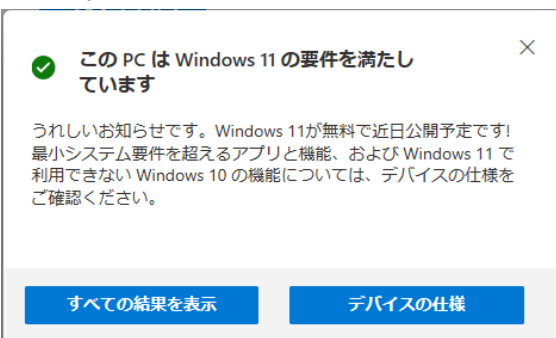 この PC は Windows 11 の要件を満たし
ています
うれしいお知らせです。Windows 11が無料で近日公開予定です!
最小システム要件を超えるアプリと機能、および Windows 11 で
利用できない Windows 10 の機能については、デバイスの仕様を
ご確認ください。
すべての結果を表示
デバイスの仕様